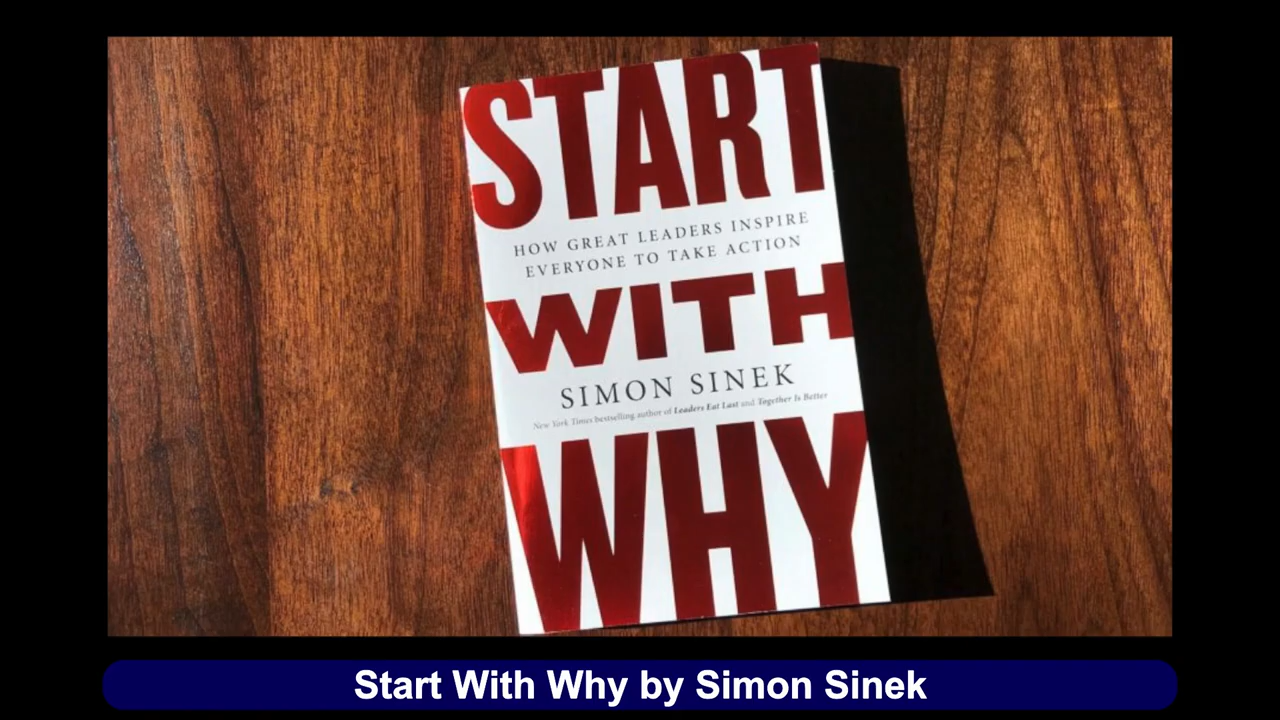 START
HOW GREAT LEADERS INSPIRE
EVERYONE TO TAKE ACTION
WITH
SIMON SINEK
New York Times bestselling author of Leaders Eat Last and Together Is Better
WHY
Start With Why by Simon Sinek